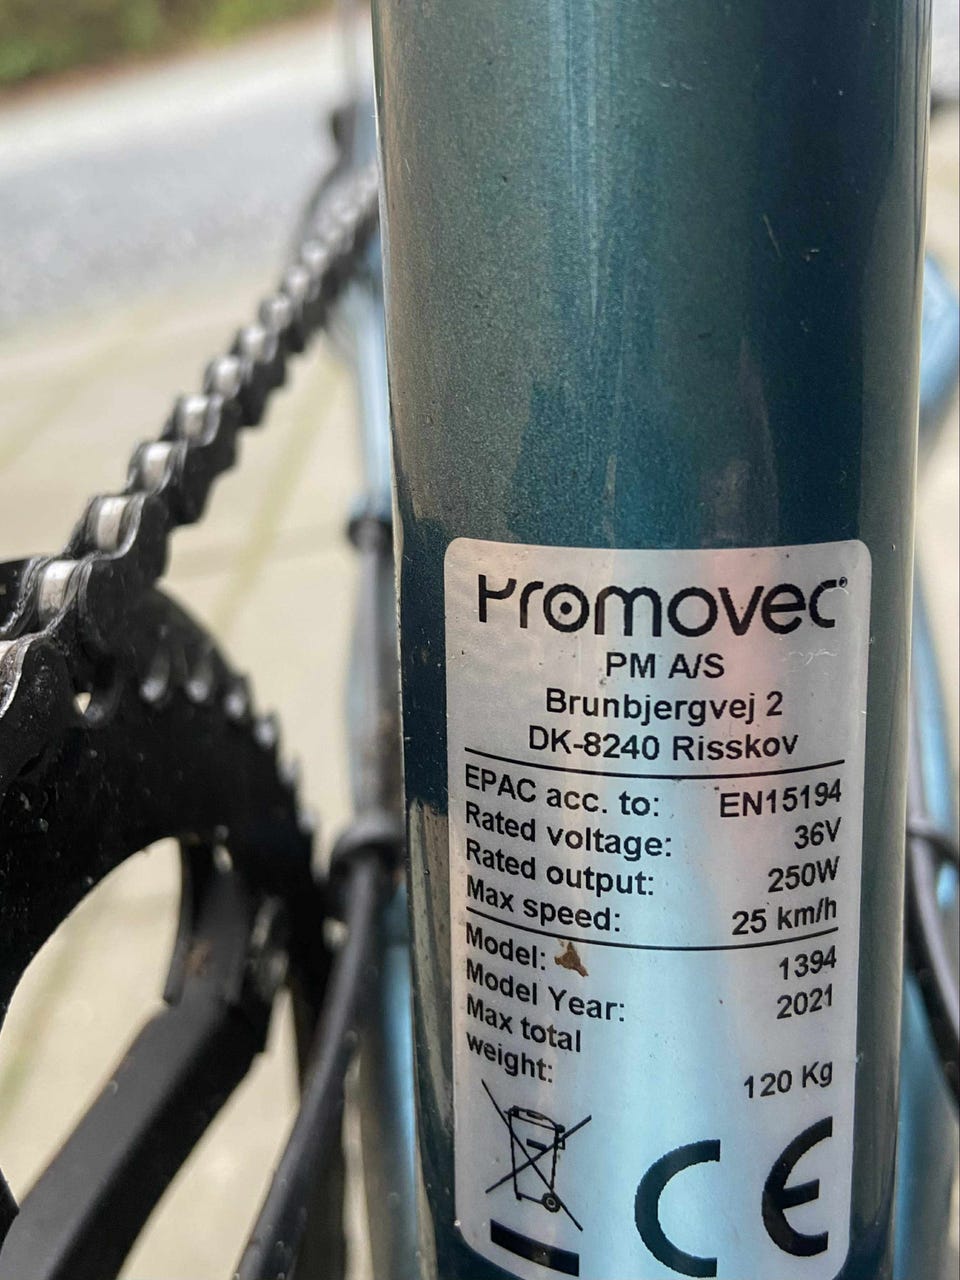 Promovec
PM A/S
Brunbjergvej 2
DK-8240 Risskov
EPAC acc. to: EN15194
Rated voltage: 36V
Rated output: 250W
Max speed: 25 km/h
Model: 1394
Model Year: 2021
Max total
weight: 120 Kg
CE